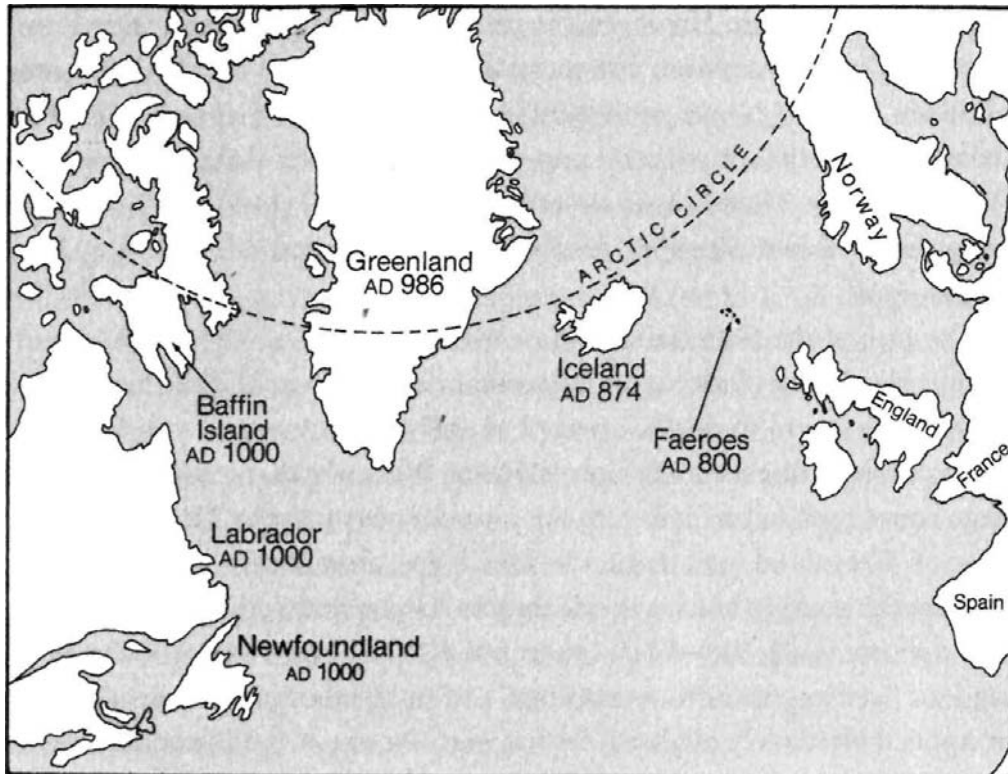 Norway
ARCTIC CIRCLE
Greenland
AD 986
Iceland
AD 874
Baffin
Island
AD 1000
England
Faeroes
AD 800
France
Labrador
AD 1000
Spain
Newfoundland
AD 1000